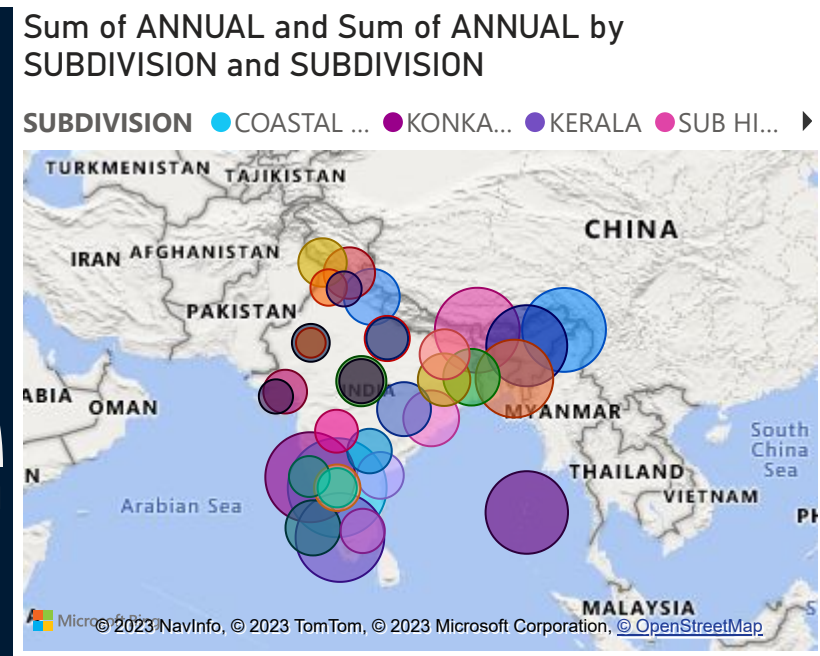 Sum of ANNUAL and Sum of ANNUAL by
SUBDIVISION and SUBDIVISION
SUBDIVISION COASTAL ... KONKA... KERALA SUB HI...
TURKMENISTAN
TAJIKISTAN
CHINA
IRAN
AFGHANISTAN
PAKISTAN
INDIA
ABIA
OMAN
MYANMAR
South
China
Sea
N
THAILAND
VIETNAM
Arabian Sea
PH
MALAYSIA
S
Microsoft Bing
© 2023 NavInfo, © 2023 TomTom, © 2023 Microsoft Corporation, © OpenStreetMap